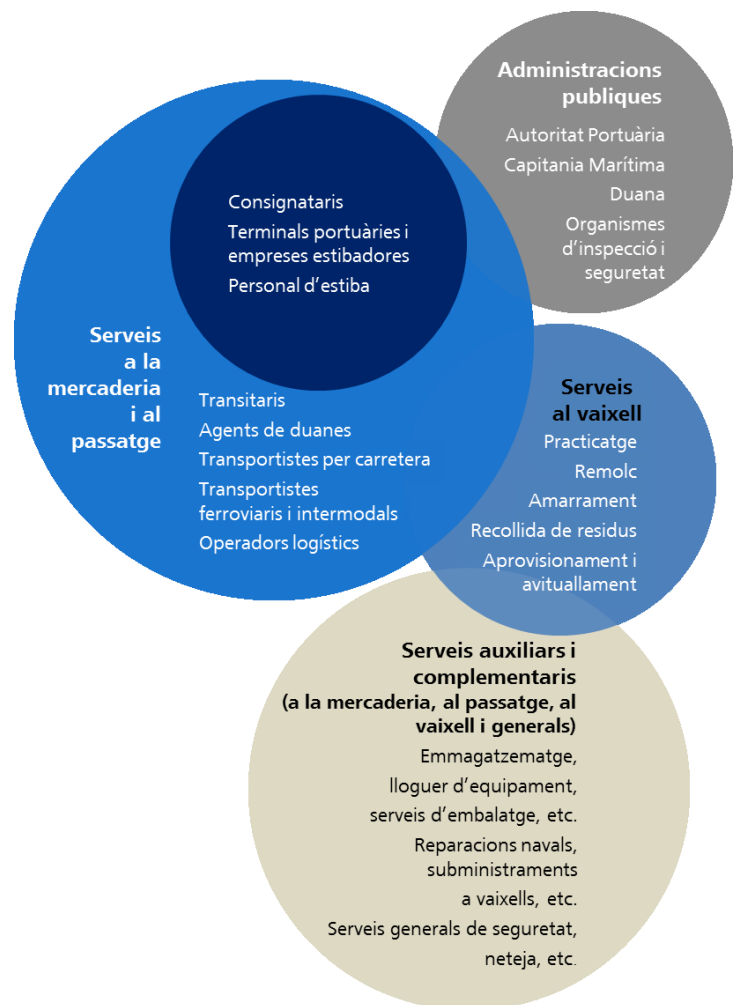 Administracions
publiques
Autoritat Portuària
Capitania Marítima
Duana
Organismes
d’inspecció i
seguretat
Consignataris
Terminals portuàries i
empreses estibadores
Personal d’estiba
Serveis
a la
mercaderia
i al
passatge
Transitaris
Agents de duanes
Transportistes per carretera
Transportistes
ferroviaris i intermodals
Operadors logístics
Serveis
al vaixell
Practicatge
Remolc
Amarrament
Recollida de residus
Aprovisionament i
avituallament
Serveis auxiliars i
complementaris
(a la mercaderia, al passatge, al
vaixell i generals)
Emmagatzematge,
lloguer d’equipament,
serveis d’embalatge, etc.
Reparacions navals,
subministraments
a vaixells, etc.
Serveis generals de seguretat,
neteja, etc.